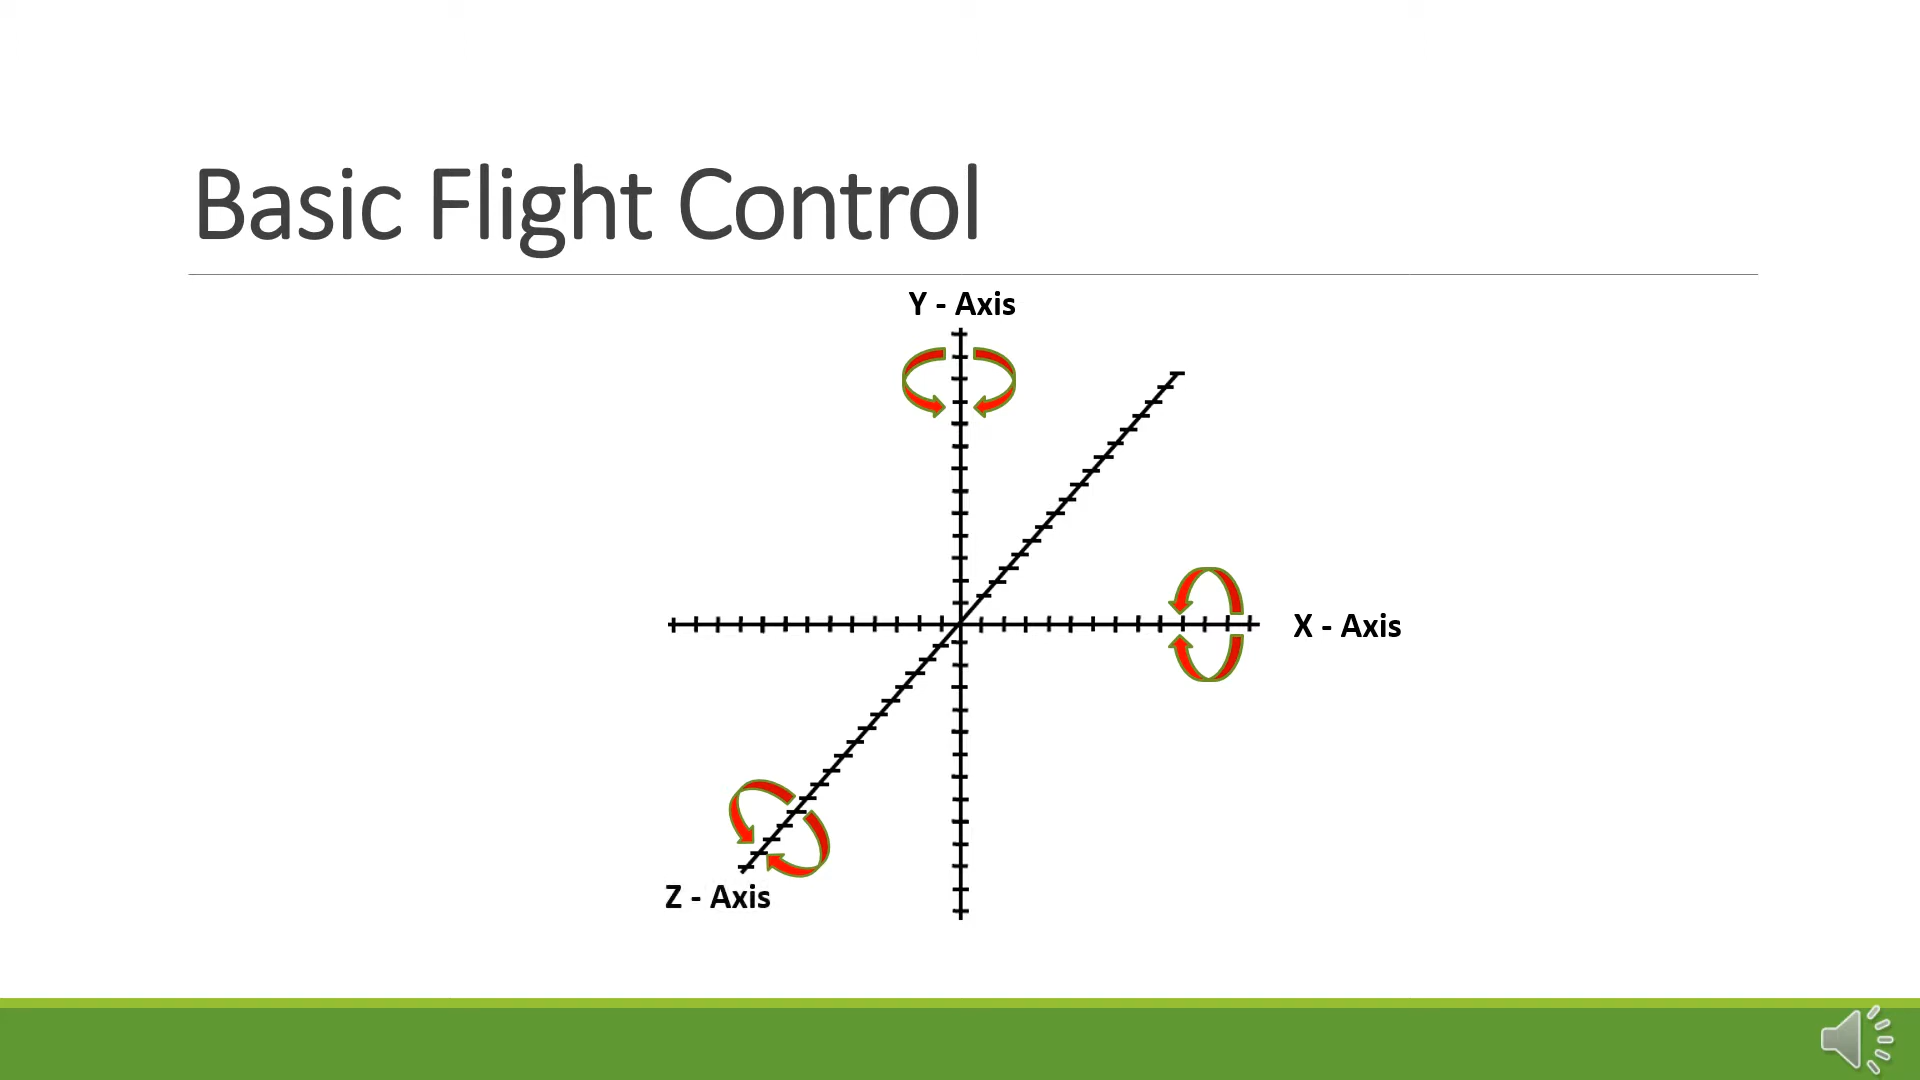 Basic Flight Control
Y - Axis
X - Axis
Z - Axis